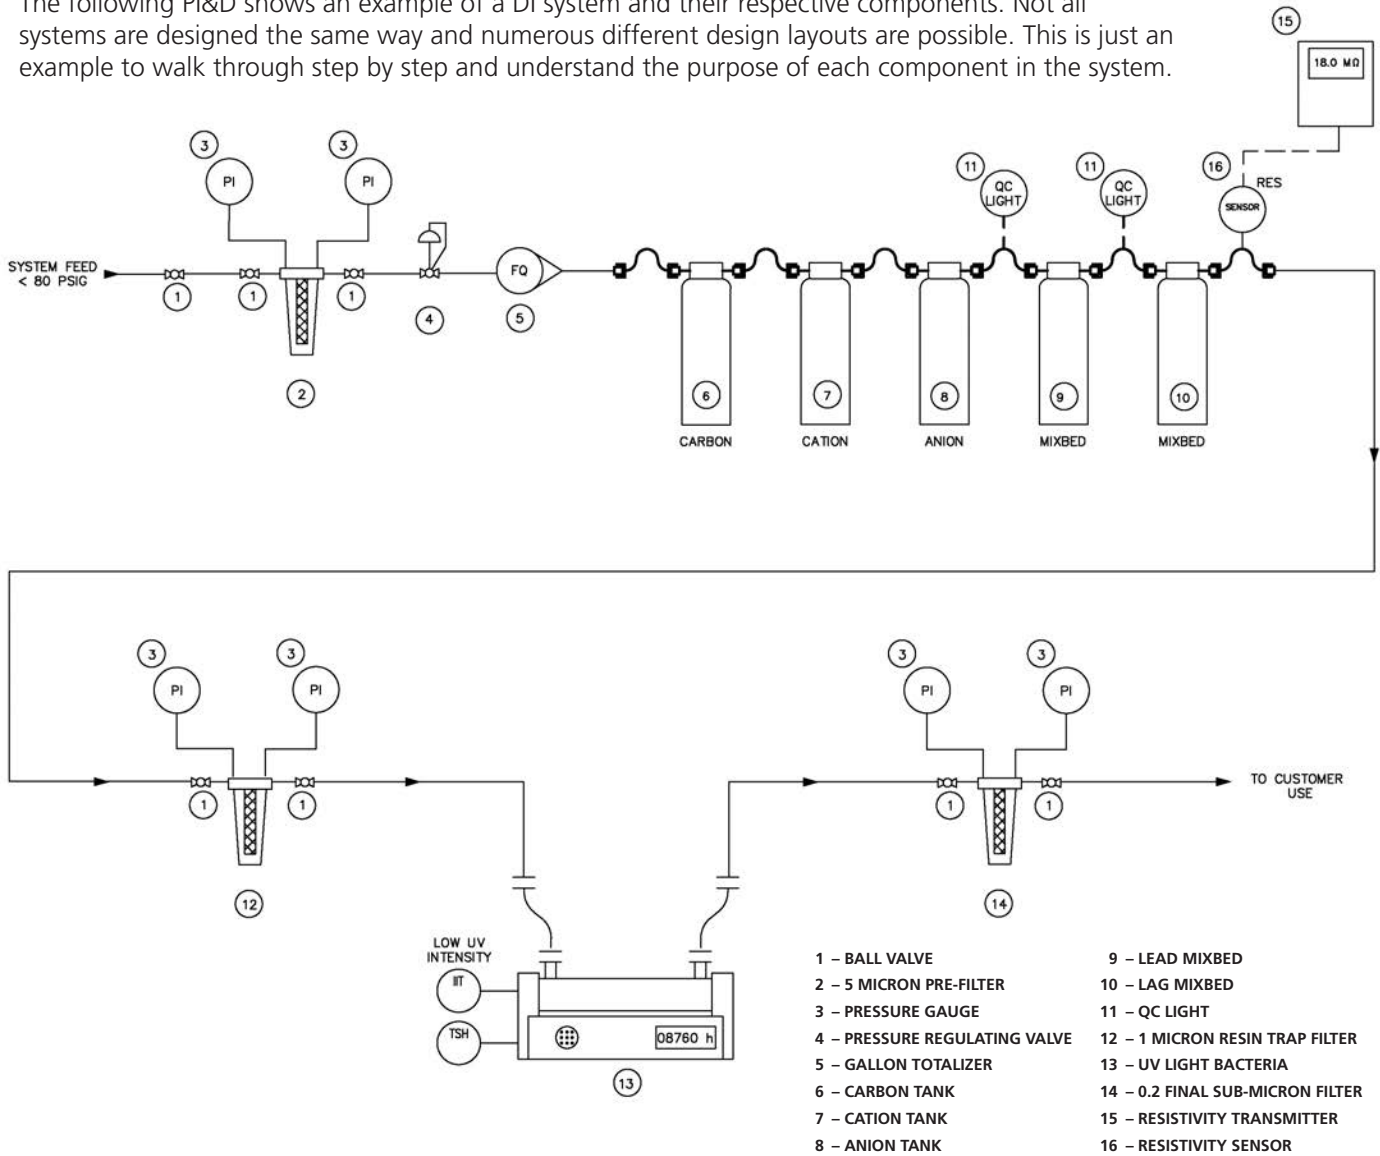 The following PI&D shows an example of a DI system and their respective components. Not all
systems are designed the same way and numerous different design layouts are possible. This is just an
example to walk through step by step and understand the purpose of each component in the system.
15
18.0 MΩ
3
3
11
11
16
PI
PI
QC
LIGHT
QC
LIGHT
RES
SENSOR
SYSTEM FEED
< 80 PSIG
FQ
1
1
1
4
5
2
6
7
8
9
10
CARBON
CATION
ANION
MIXBED
MIXBED
3
3
3
3
PI
PI
PI
PI
TO CUSTOMER
USE
1
1
1
1
12
14
LOW UV
INTENSITY
IIT
TSH
08760 h
13
1 – BALL VALVE
2 – 5 MICRON PRE-FILTER
3 – PRESSURE GAUGE
4 – PRESSURE REGULATING VALVE
5 – GALLON TOTALIZER
6 – CARBON TANK
7 – CATION TANK
8 – ANION TANK
9 – LEAD MIXBED
10 – LAG MIXBED
11 – QC LIGHT
12 – 1 MICRON RESIN TRAP FILTER
13 – UV LIGHT BACTERIA
14 – 0.2 FINAL SUB-MICRON FILTER
15 – RESISTIVITY TRANSMITTER
16 – RESISTIVITY SENSOR